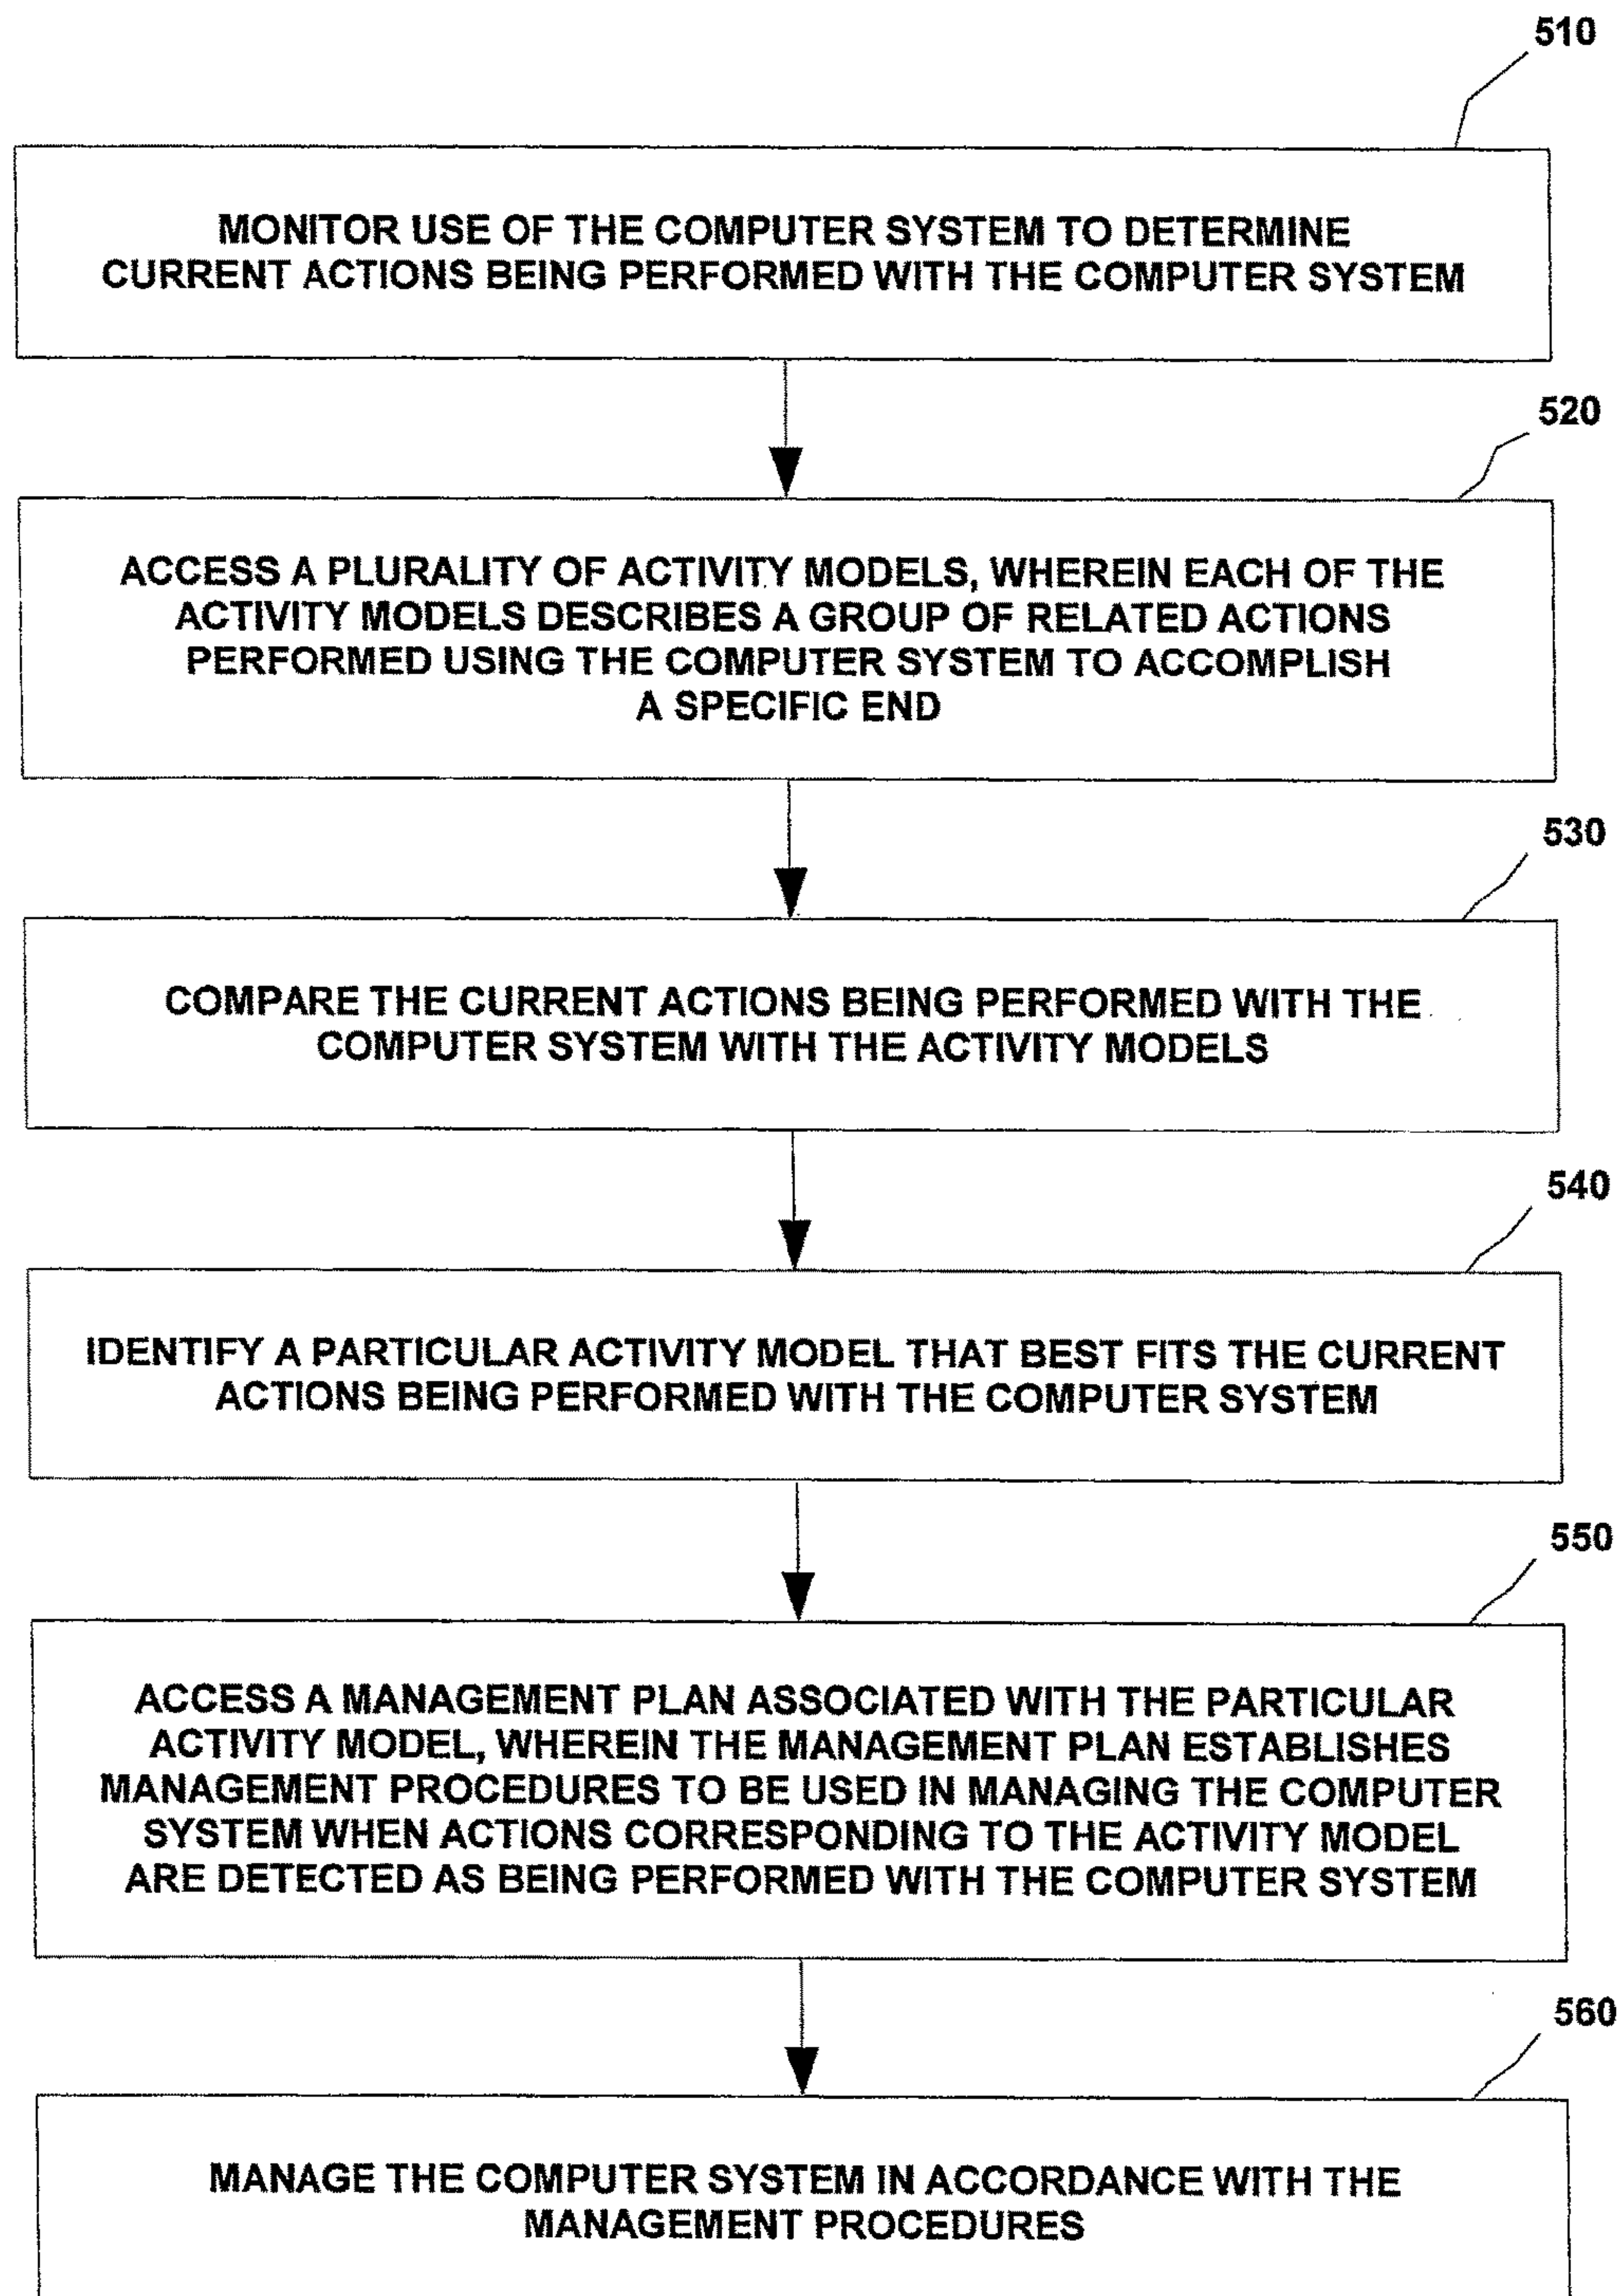 510
MONITOR USE OF THE COMPUTER SYSTEM TO DETERMINE
CURRENT ACTIONS BEING PERFORMED WITH THE COMPUTER SYSTEM
520
ACCESS A PLURALITY OF ACTIVITY MODELS, WHEREIN EACH OF THE
ACTIVITY MODELS DESCRIBES A GROUP OF RELATED ACTIONS
PERFORMED USING THE COMPUTER SYSTEM TO ACCOMPLISH
A SPECIFIC END
530
COMPARE THE CURRENT ACTIONS BEING PERFORMED WITH THE
COMPUTER SYSTEM WITH THE ACTIVITY MODELS
540
IDENTIFY A PARTICULAR ACTIVITY MODEL THAT BEST FITS THE CURRENT
ACTIONS BEING PERFORMED WITH THE COMPUTER SYSTEM
550
ACCESS A MANAGEMENT PLAN ASSOCIATED WITH THE PARTICULAR
ACTIVITY MODEL, WHEREIN THE MANAGEMENT PLAN ESTABLISHES
MANAGEMENT PROCEDURES TO BE USED IN MANAGING THE COMPUTER
SYSTEM WHEN ACTIONS CORRESPONDING TO THE ACTIVITY MODEL
ARE DETECTED AS BEING PERFORMED WITH THE COMPUTER SYSTEM
560
MANAGE THE COMPUTER SYSTEM IN ACCORDANCE WITH THE
MANAGEMENT PROCEDURES